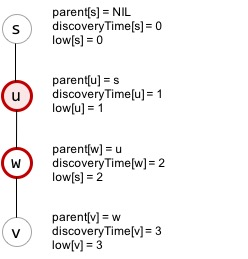 s
parent[s] = NIL
discoveryTime[s] = 0
low[s] = 0
u
parent[u] = s
discoveryTime[u] = 1
low[u] = 1
w
parent[w] = u
discoveryTime[w] = 2
low[s] = 2
v
parent[v] = w
discoveryTime[v] = 3
low[v] = 3